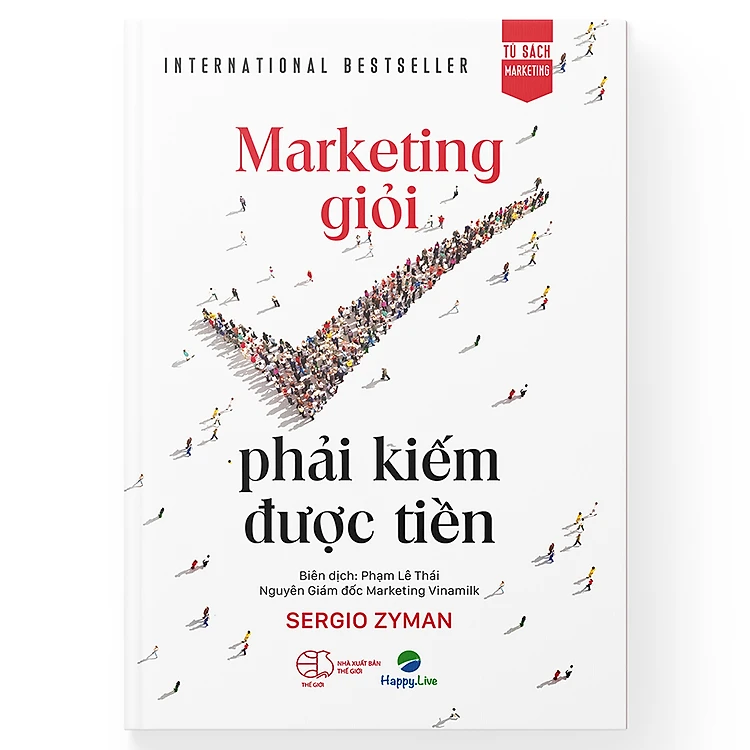 INTERNATIONAL BESTSELLER
TỦ SÁCH
MARKETING
Marketing
giỏi
phải kiếm
được tiền
Biên dịch: Phạm Lê Thái
Nguyên Giám đốc Marketing Vinamilk
SERGIO ZYMAN
THẾ GIỚI
NHÀ XUẤT BẢN
THẾ GIỚI
Happy.Live